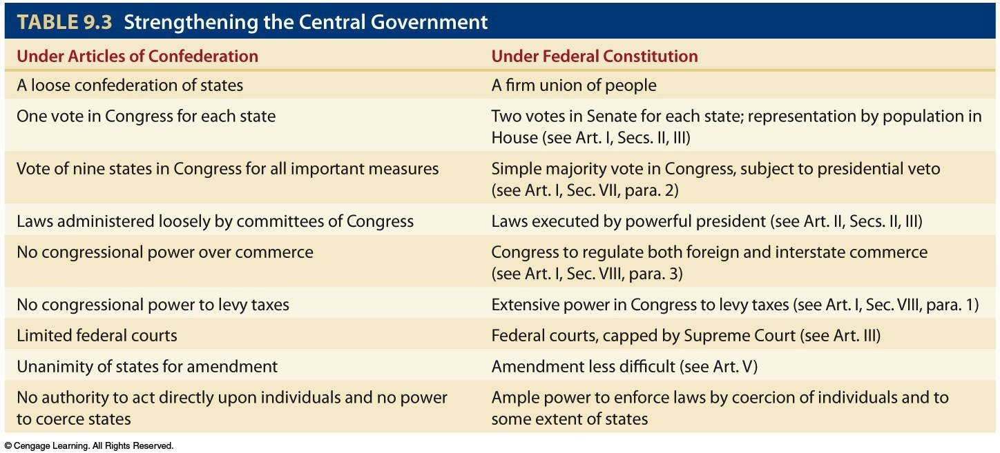 TABLE 9.3 Strengthening the Central Government
Under Articles of Confederation Under Federal Constitution
A loose confederation of states A firm union of people
One vote in Congress for each state Two votes in Senate for each state; representation by population in
House (see Art. I, Secs. II, III)
Vote of nine states in Congress for all important measures Simple majority vote in Congress, subject to presidential veto
(see Art. I, Sec. VII, para. 2)
Laws administered loosely by committees of Congress Laws executed by powerful president (see Art. II, Secs. II, III)
No congressional power over commerce Congress to regulate both foreign and interstate commerce
(see Art. I, Sec. VIII, para. 3)
No congressional power to levy taxes Extensive power in Congress to levy taxes (see Art. I, Sec. VIII, para. 1)
Limited federal courts Federal courts, capped by Supreme Court (see Art. III)
Unanimity of states for amendment Amendment less difficult (see Art. V)
No authority to act directly upon individuals and no power Ample power to enforce laws by coercion of individuals and to
to coerce states some extent of states
© Cengage Learning. All Rights Reserved.